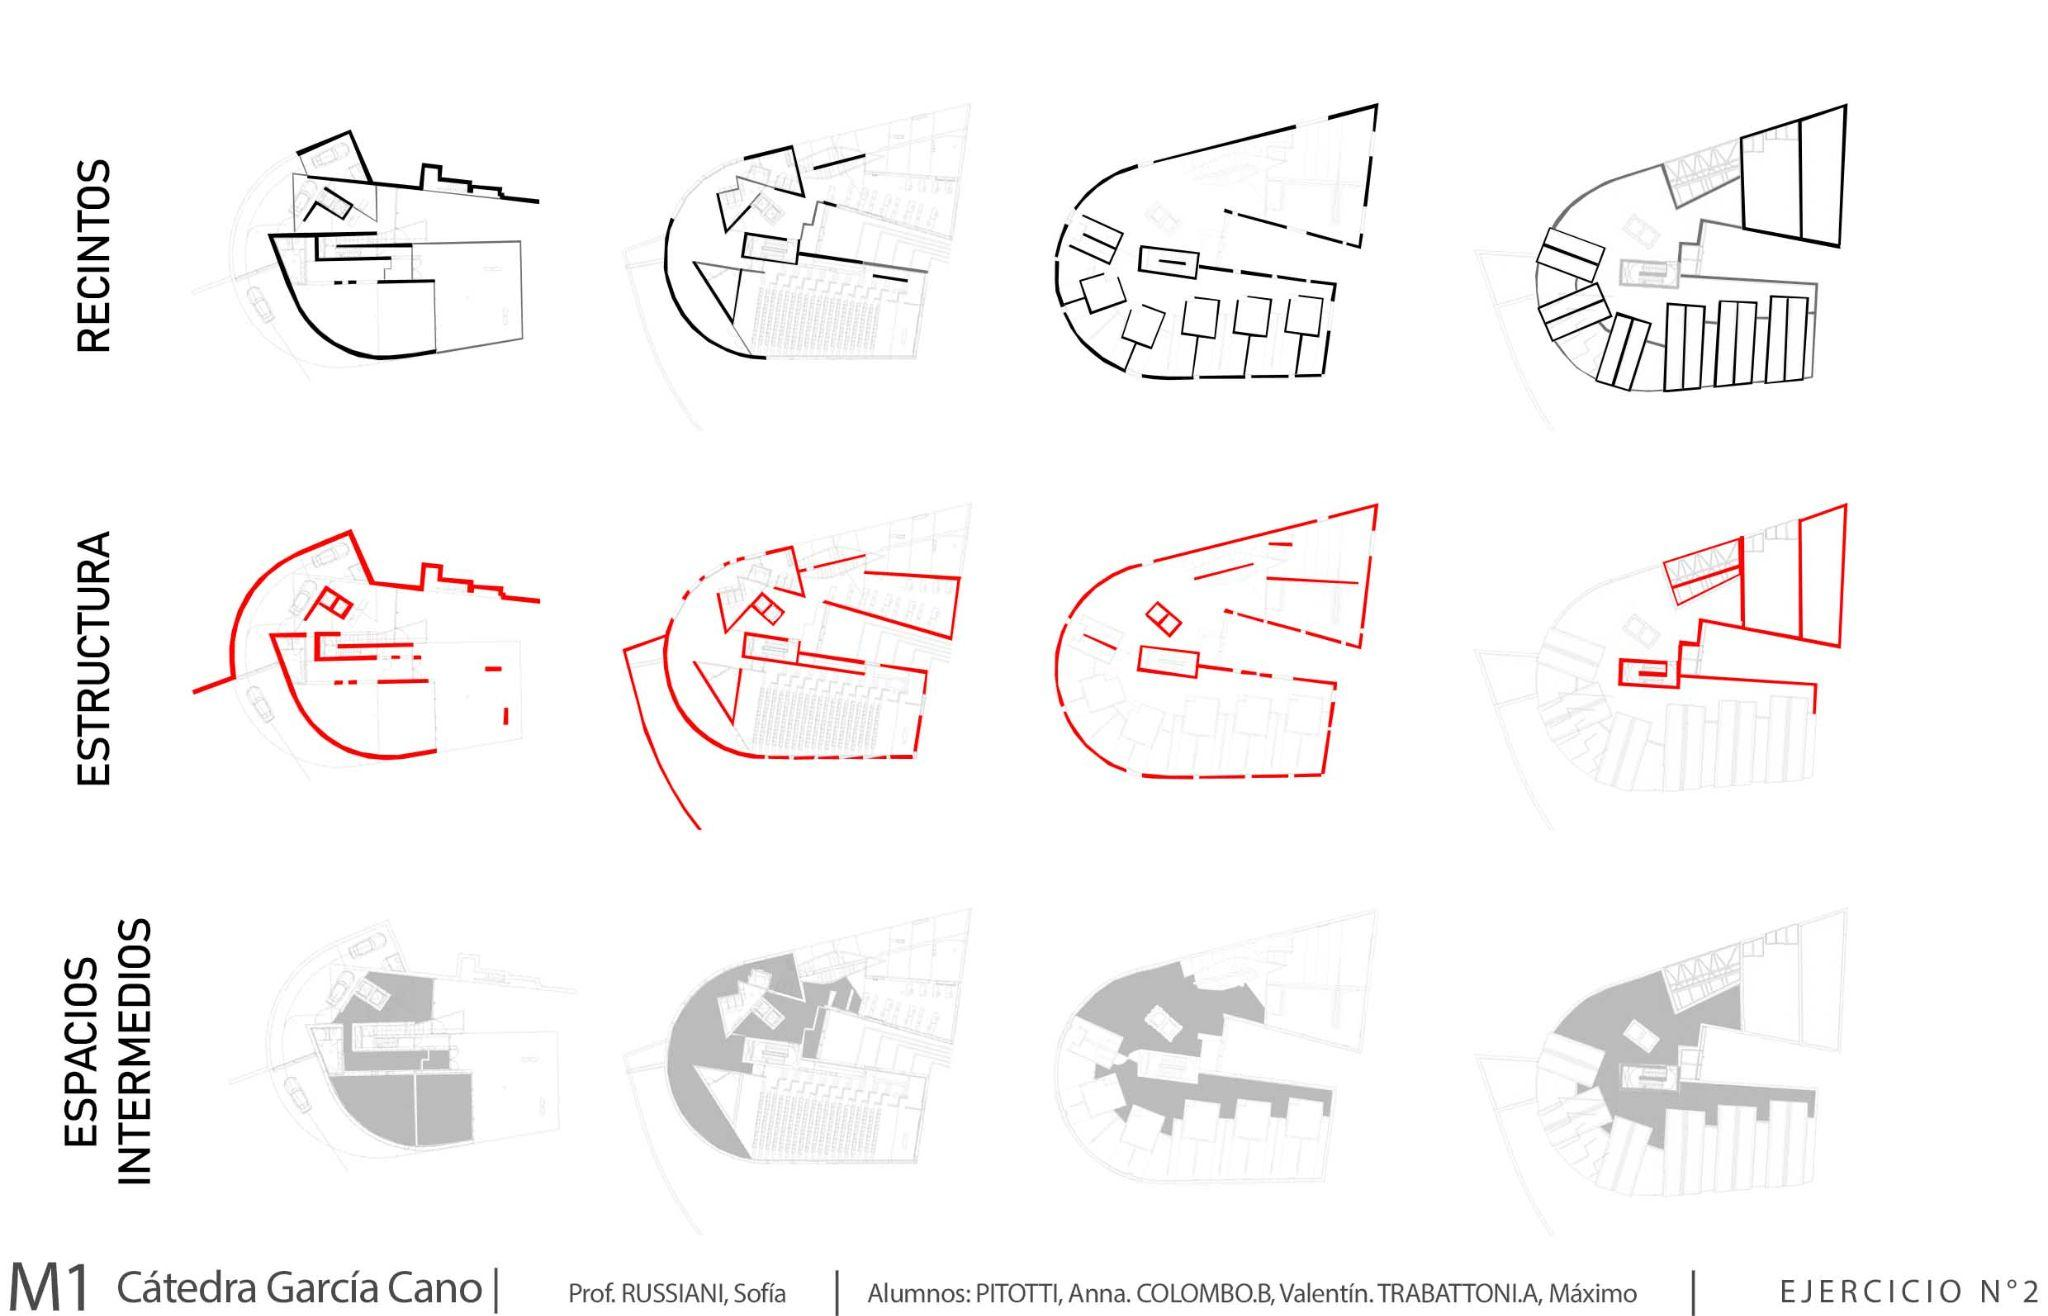 RECINTOS
ESTRUCTURA
ESPACIOS
INTERMEDIOS
M1 Cátedra García Cano | Prof. RUSSIANI, Sofía | Alumnos: PITOTTI, Anna. COLOMBO.B, Valentín. TRABATTONI.A, Máximo | EJERCICIO N°2